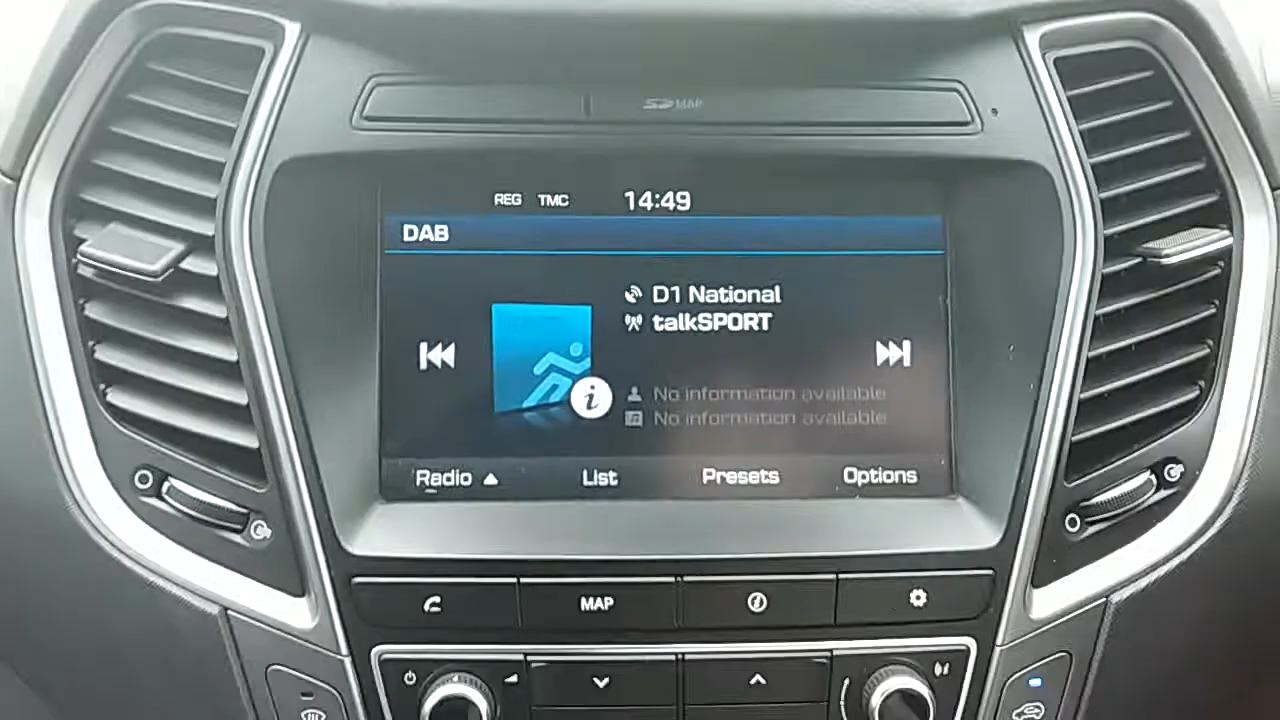 SD MAP
REG TMC 14:49
DAB
D1 National
talkSPORT
No information available
No information available
Radio List Presets Options
MAP